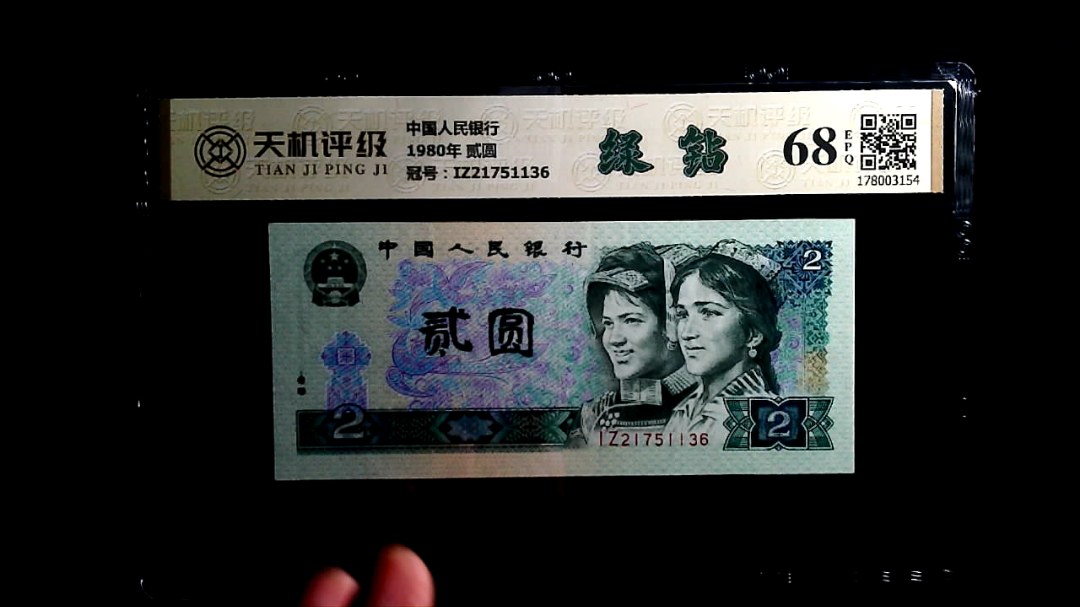 天机评级
TIAN JI PING JI
中国人民银行
1980年 贰圆
冠号：IZ21751136
绿 钻
68
EPQ
178003154
中国人民银行
2
贰圆
2
2
IZ21751136